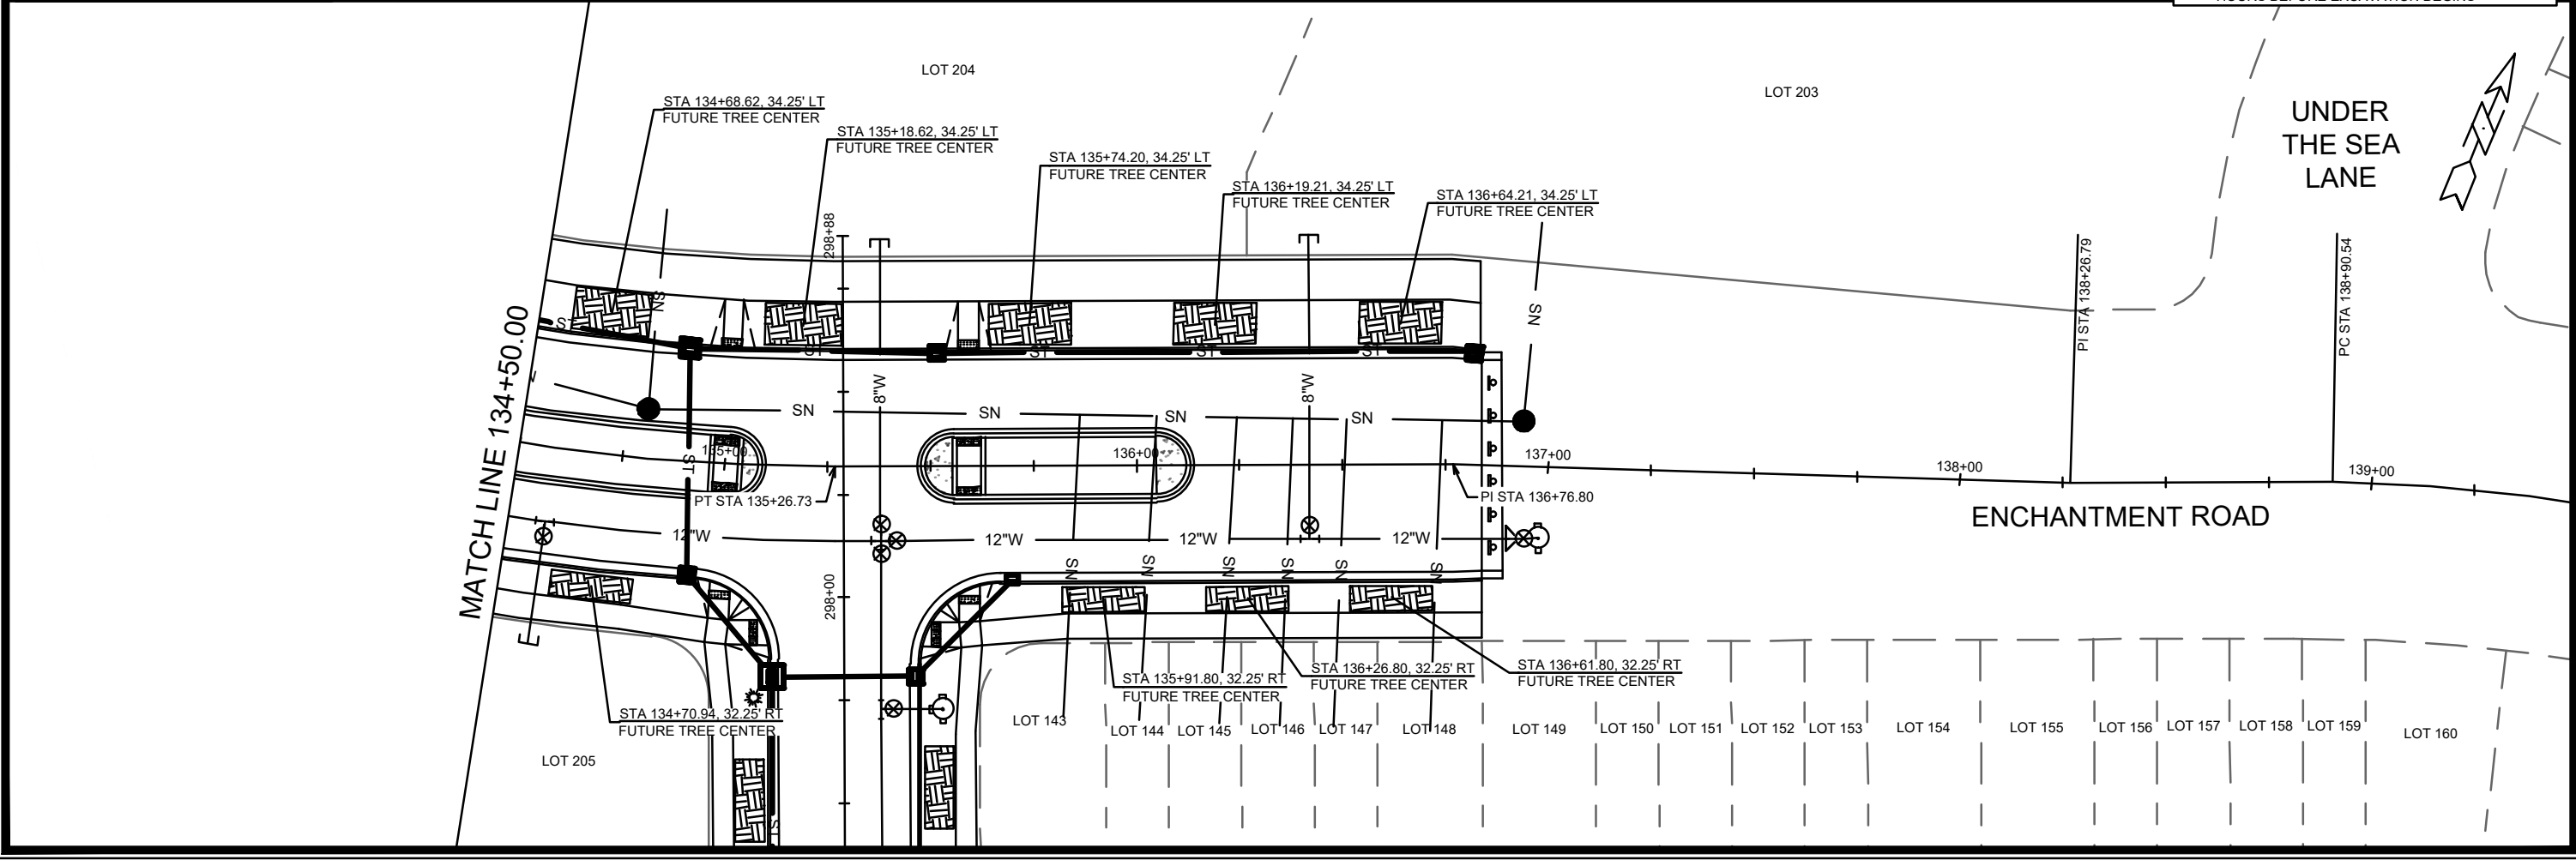 LOT 204
LOT 203
STA 134+68.62, 34.25' LT
FUTURE TREE CENTER
STA 135+18.62, 34.25' LT
FUTURE TREE CENTER
STA 135+74.20, 34.25' LT
FUTURE TREE CENTER
STA 136+19.21, 34.25' LT
FUTURE TREE CENTER
STA 136+64.21, 34.25' LT
FUTURE TREE CENTER
UNDER
THE SEA
LANE
298+88
PI STA 138+26.79
PC STA 138+90.54
SN
SN
ST
ST
ST
ST
ST
MATCH LINE 134+50.00
8"W
8"W
SN
SN
SN
SN
135+00
136+00
137+00
138+00
139+00
ST
PT STA 135+26.73
PI STA 136+76.80
ENCHANTMENT ROAD
12"W
12"W
12"W
12"W
SN
SN
SN
SN
SN
SN
298+00
STA 135+91.80, 32.25' RT
FUTURE TREE CENTER
STA 136+26.80, 32.25' RT
FUTURE TREE CENTER
STA 136+61.80, 32.25' RT
FUTURE TREE CENTER
STA 134+70.94, 32.25' RT
FUTURE TREE CENTER
LOT 205
LOT 143
LOT 144
LOT 145
LOT 146
LOT 147
LOT 148
LOT 149
LOT 150
LOT 151
LOT 152
LOT 153
LOT 154
LOT 155
LOT 156
LOT 157
LOT 158
LOT 159
LOT 160
ST